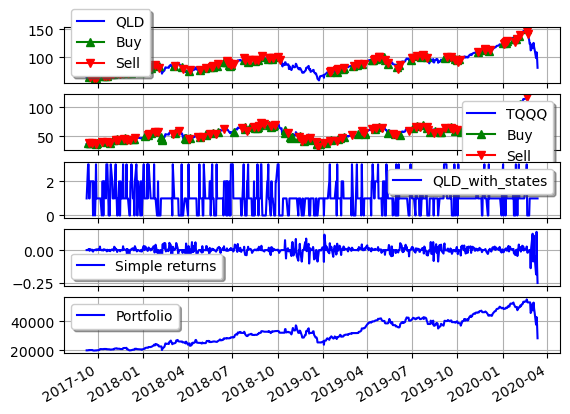 150
100
QLD
Buy
Sell
100
50
TQQQ
Buy
Sell
2
0
QLD_with_states
0.00
−0.25
Simple returns
40000
20000
Portfolio
2017-10
2018-01
2018-04
2018-07
2018-10
2019-01
2019-04
2019-07
2019-10
2020-01
2020-04